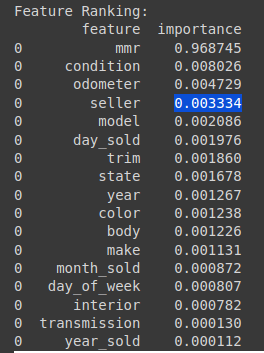 Feature Ranking:
feature importance
0 mmr 0.968745
0 condition 0.008026
0 odometer 0.004729
0 seller 0.003334
0 model 0.002086
0 day_sold 0.001976
0 trim 0.001860
0 state 0.001678
0 year 0.001267
0 color 0.001238
0 body 0.001226
0 make 0.001131
0 month_sold 0.000872
0 day_of_week 0.000807
0 interior 0.000782
0 transmission 0.000130
0 year_sold 0.000112